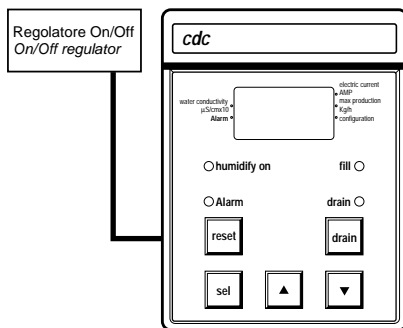 Regolatore On/Off
On/Off regulator
cdc
electric current
AMP
water conductivity
max production
µS/cmx10
Kg/h
Alarm
configuration
humidify on
fill
Alarm
drain
reset
drain
sel
▲
▼